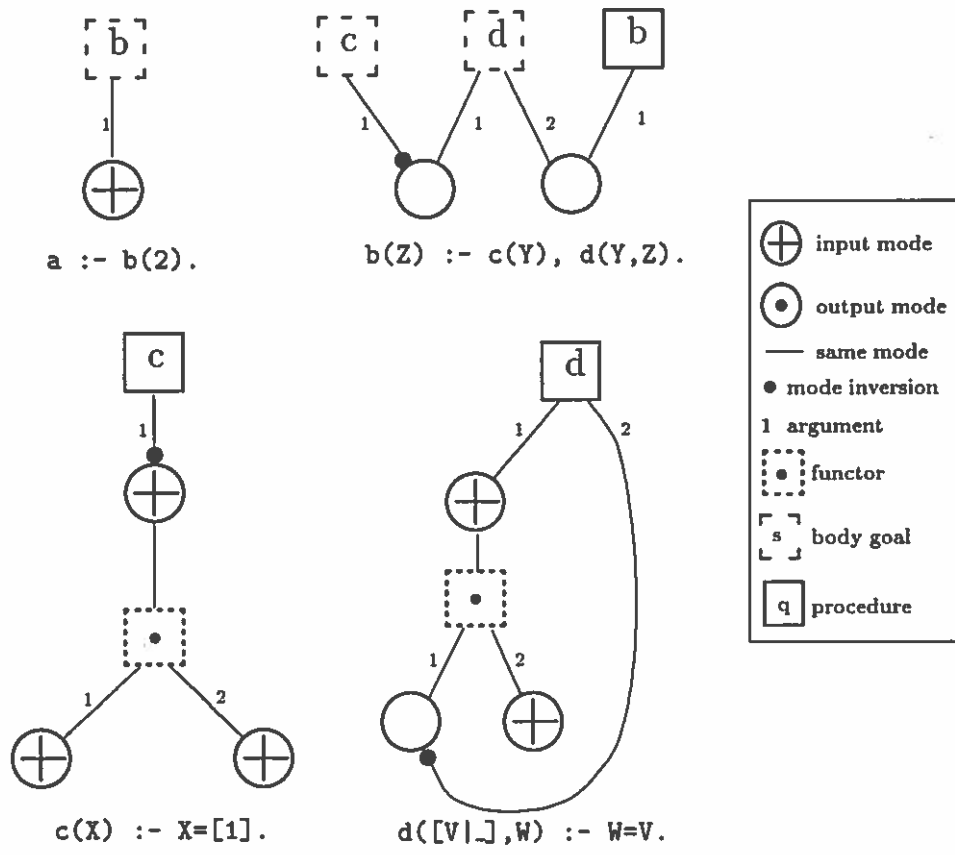 b
1
a :- b(2).
c
d
b
1
1
2
1
b(Z) :- c(Y), d(Y,Z).
input mode
output mode
same mode
mode inversion
1 argument
functor
s body goal
q procedure
c
1
1
2
c(X) :- X=[1].
d
1
2
1
2
d([V|_],W) :- W=V.